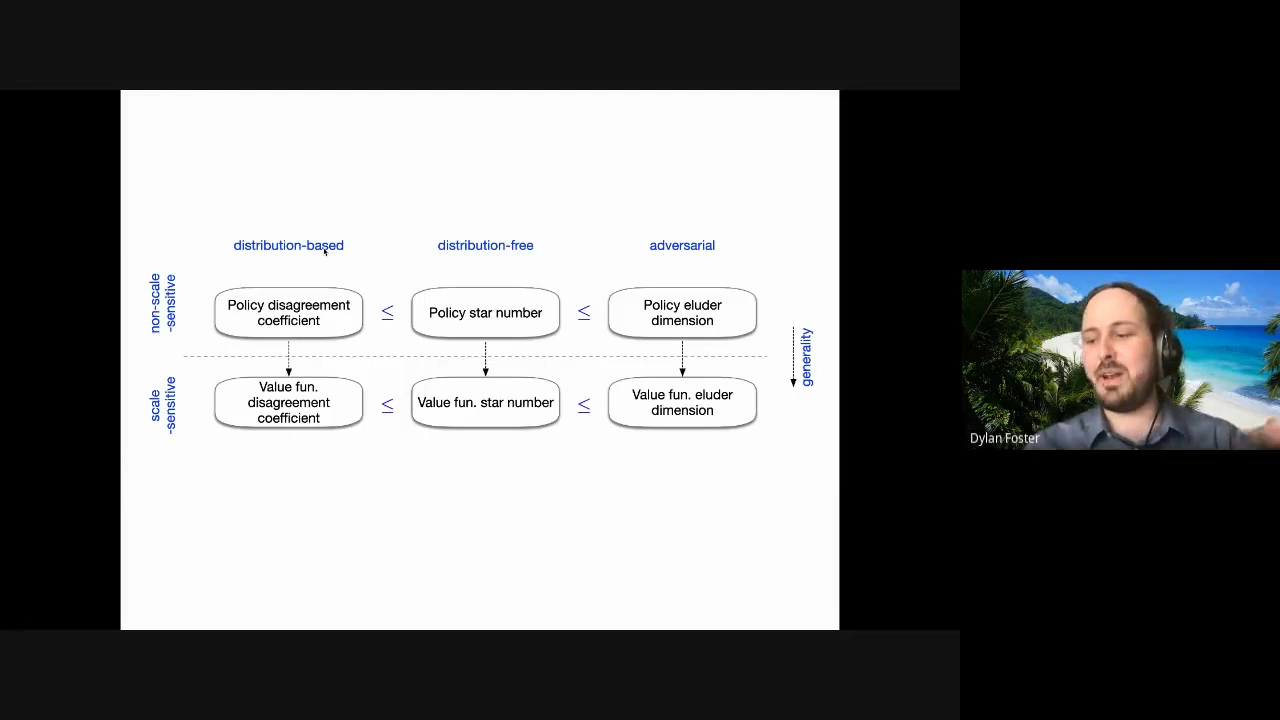 distribution-based
distribution-free
adversarial
non-scale
-sensitive
Policy disagreement
coefficient
≤
Policy star number
≤
Policy eluder
dimension
generality
scale
-sensitive
Value fun.
disagreement
coefficient
≤
Value fun. star number
≤
Value fun. eluder
dimension
Dylan Foster